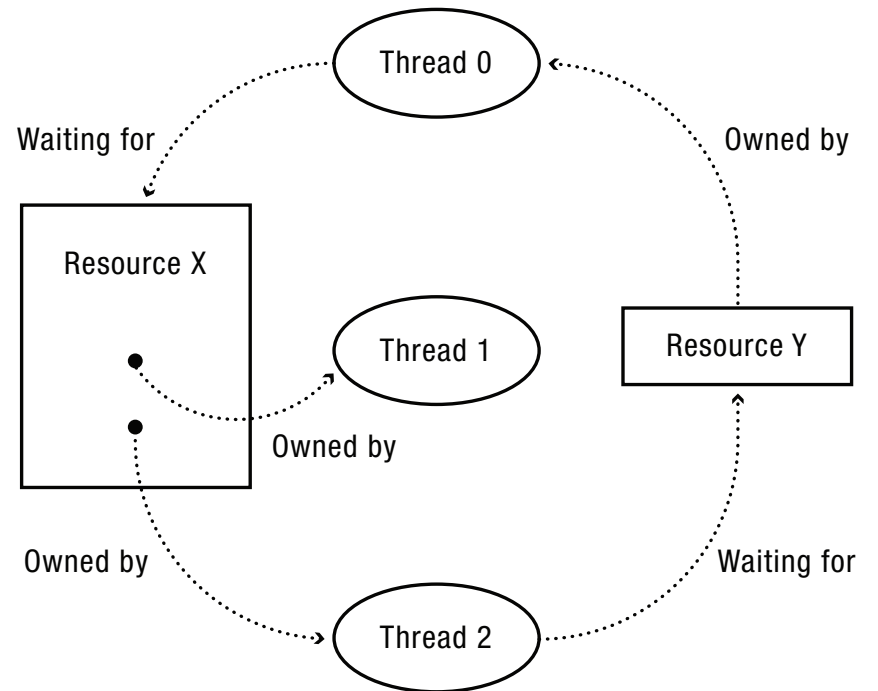 Thread 0
Waiting for
Owned by
Resource X
Thread 1
Resource Y
Owned by
Owned by
Waiting for
Thread 2